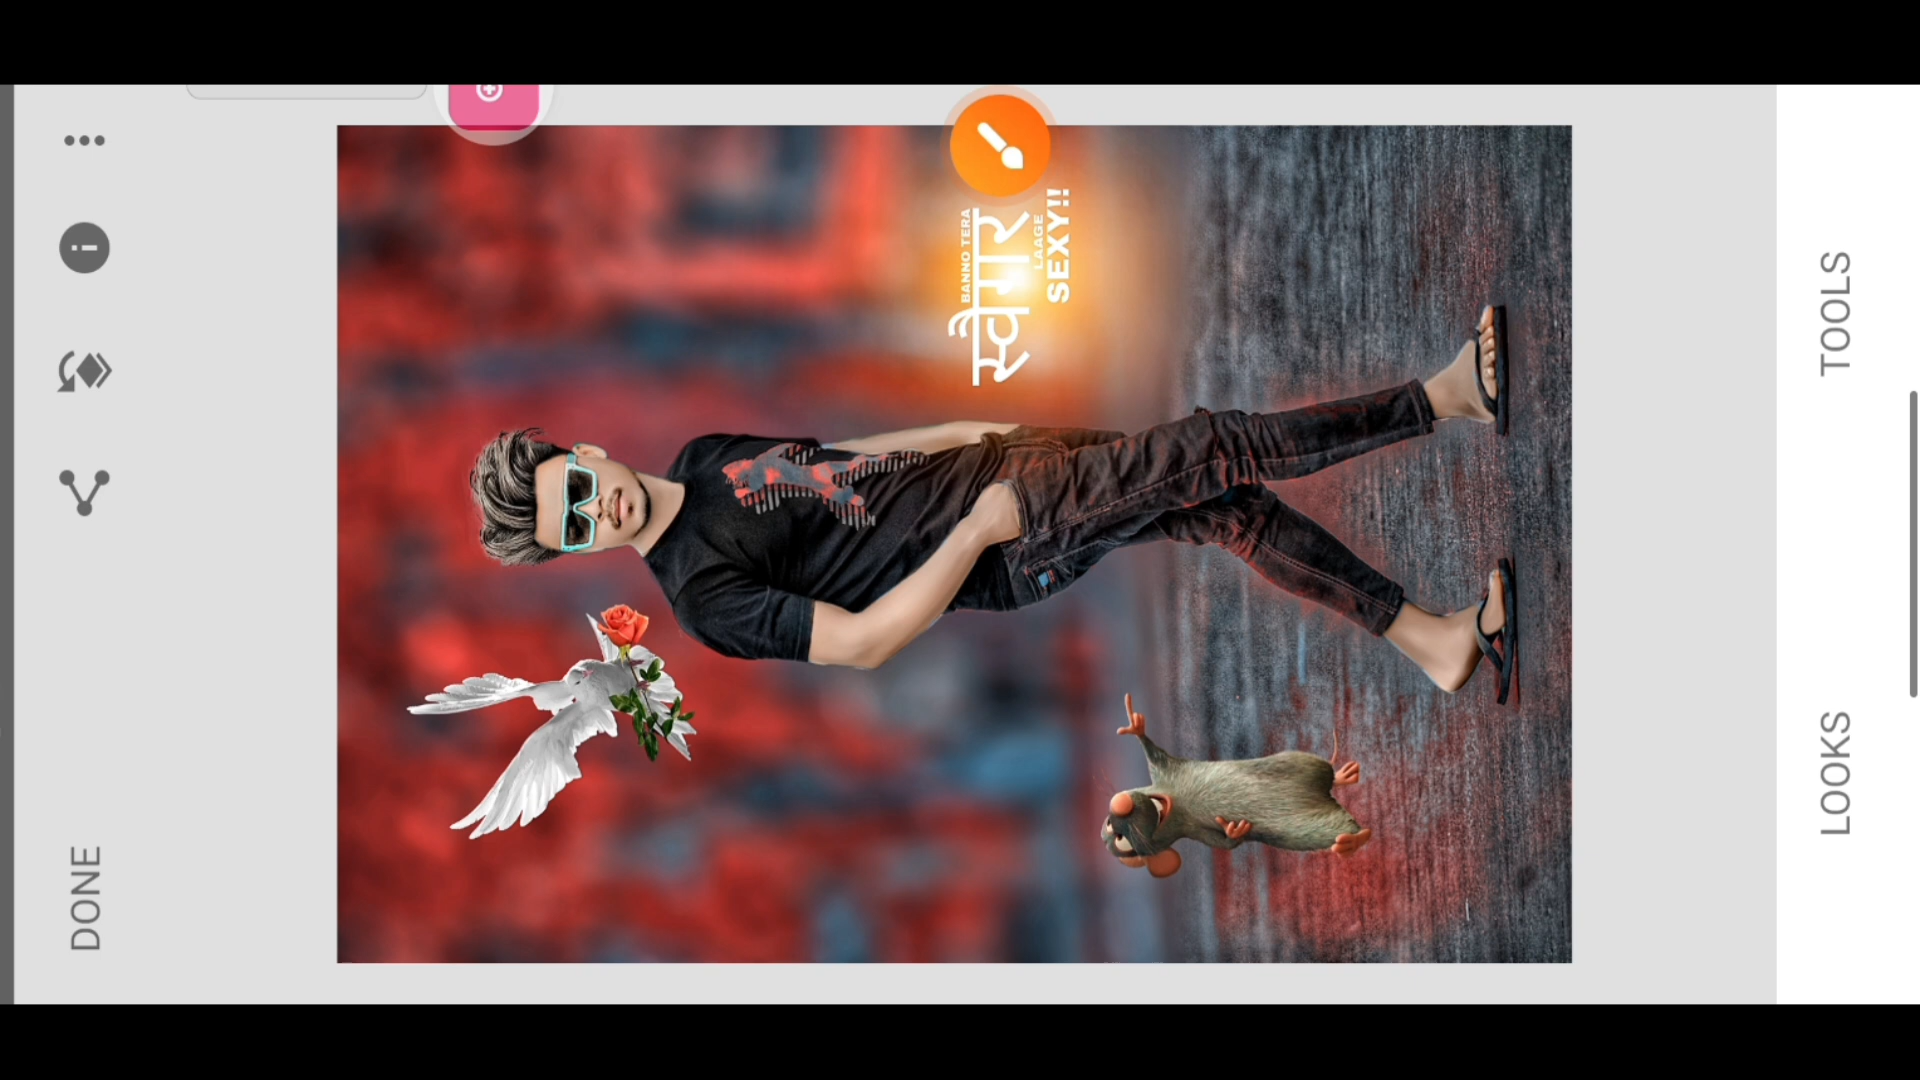 DONE
BANNO TERA
स्वैगार
LAAGE
SEXY!!
LOOKS
TOOLS